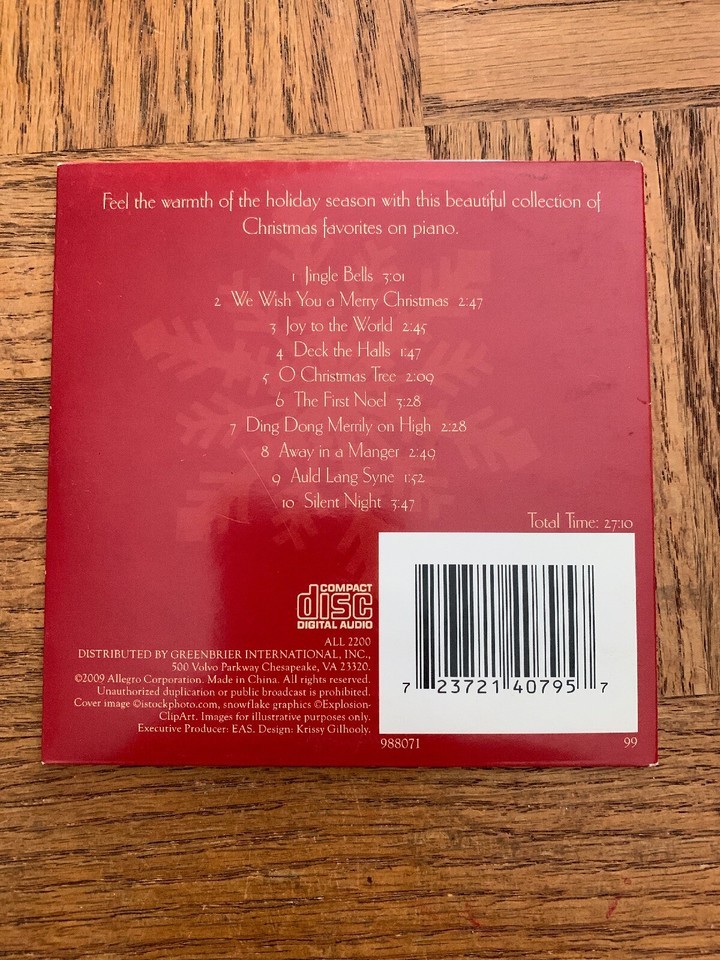 Feel the warmth of the holiday season with this beautiful collection of
Christmas favorites on piano.
1 Jingle Bells 3:01
2 We Wish You a Merry Christmas 2:47
3 Joy to the World 2:45
4 Deck the Halls 1:47
5 O Christmas Tree 2:09
6 The First Noel 3:28
7 Ding Dong Merrily on High 2:28
8 Away in a Manger 2:49
9 Auld Lang Syne 1:52
10 Silent Night 3:47
Total Time: 27:10
COMPACT
disc
DIGITAL AUDIO
ALL 2200
DISTRIBUTED BY GREENBRIER INTERNATIONAL, INC.,
500 Volvo Parkway Chesapeake, VA 23320.
©2009 Allegro Corporation. Made in China. All rights reserved.
Unauthorized duplication or public broadcast is prohibited.
Cover image ©istockphoto.com, snowflake graphics ©Explosion-
ClipArt. Images for illustrative purposes only.
Executive Producer: EAS. Design: Krissy Gilhooly.
7 23721 40795 7
988071 99